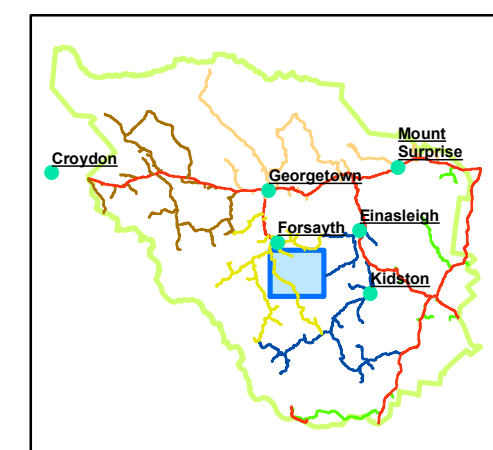 Mount
Surprise
Croydon
Georgetown
Forsayth
Einasleigh
Kidston